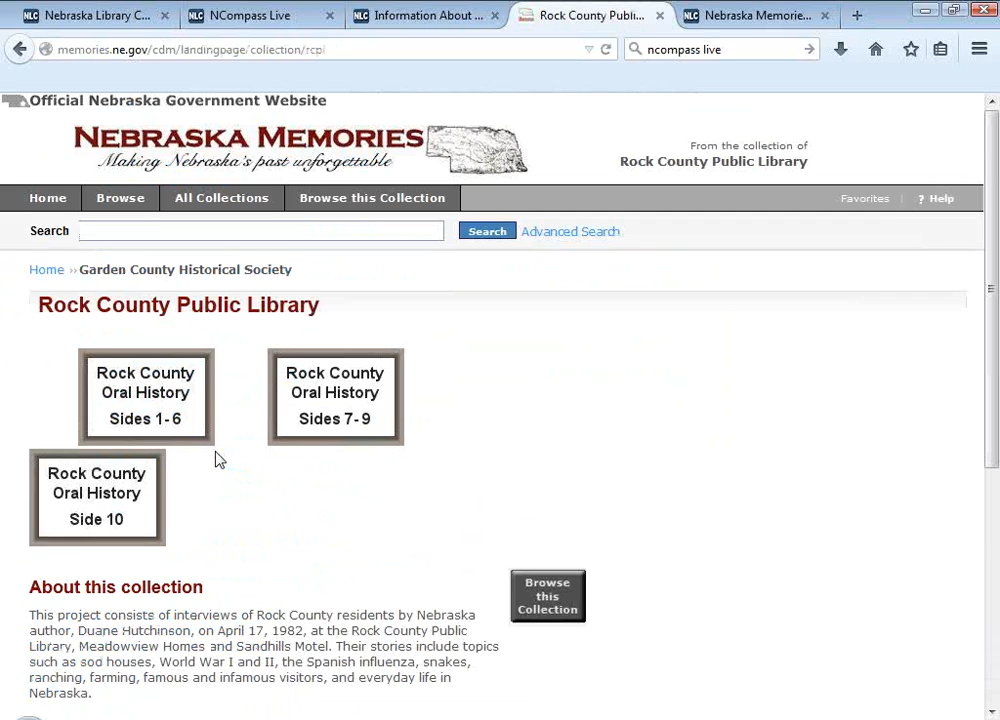 Nebraska Library C...
NCompass Live
Information About ...
Rock County Publi...
Nebraska Memorie...
memories.ne.gov/cdm/landingpage/collection/rcpl
ncompass live
Official Nebraska Government Website
NEBRASKA MEMORIES
Making Nebraska's past unforgettable
From the collection of
Rock County Public Library
Home Browse All Collections Browse this Collection Favorites | ? Help
Search Search Advanced Search
Home ›› Garden County Historical Society
Rock County Public Library
Rock County
Oral History
Sides 1-6
Rock County
Oral History
Sides 7-9
Rock County
Oral History
Side 10
About this collection
This project consists of interviews of Rock County residents by Nebraska
author, Duane Hutchinson, on April 17, 1982, at the Rock County Public
Library, Meadowview Homes and Sandhills Motel. Their stories include topics
such as sod houses, World War I and II, the Spanish influenza, snakes,
ranching, farming, famous and infamous visitors, and everyday life in
Nebraska.
Browse
this
Collection
NLC
NLC
NLC
NLC